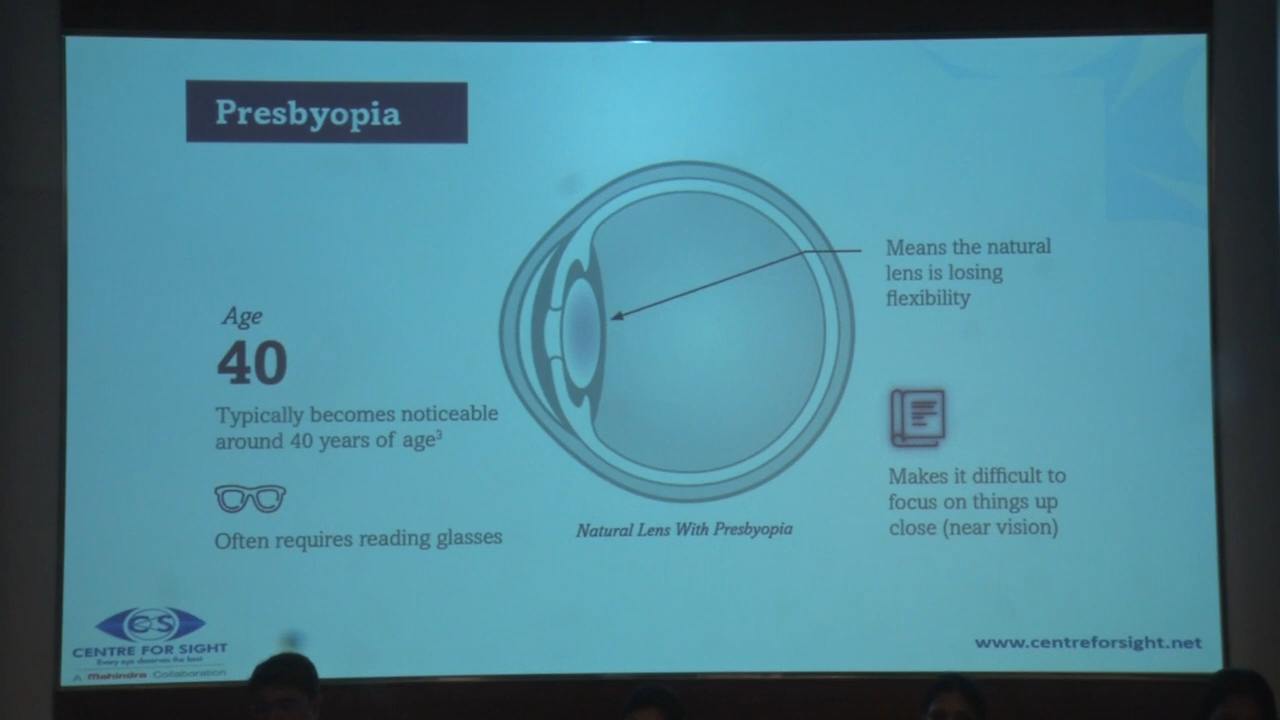 Presbyopia
Age
40
Typically becomes noticeable
around 40 years of age³
Often requires reading glasses
Natural Lens With Presbyopia
Means the natural
lens is losing
flexibility
Makes it difficult to
focus on things up
close (near vision)
CS
CENTRE FOR SIGHT
Every eye deserves the best
A Mahindra Collaboration
www.centreforsight.net